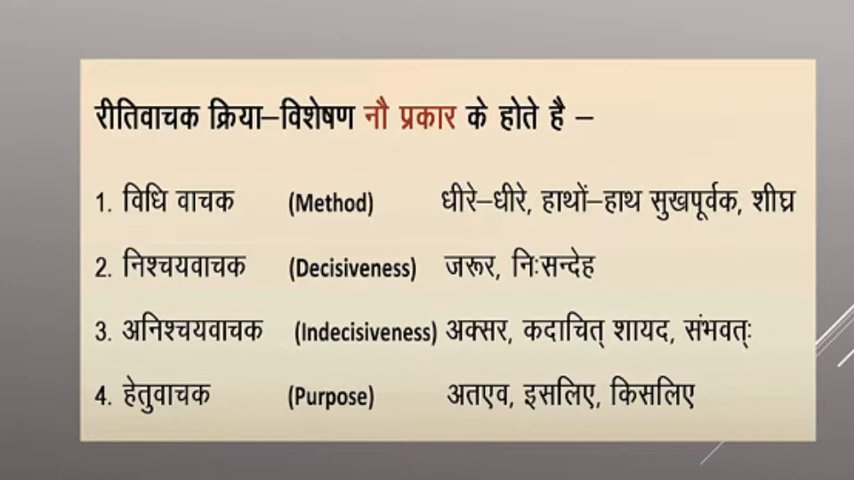 रीतिवाचक क्रिया–विशेषण नौ प्रकार के होते है –
1. विधि वाचक (Method) धीरे–धीरे, हाथों–हाथ सुखपूर्वक, शीघ्र
2. निश्चयवाचक (Decisiveness) जरूर, निःसन्देह
3. अनिश्चयवाचक (Indecisiveness) अक्सर, कदाचित् शायद, संभवत्ः
4. हेतुवाचक (Purpose) अतएव, इसलिए, किसलिए